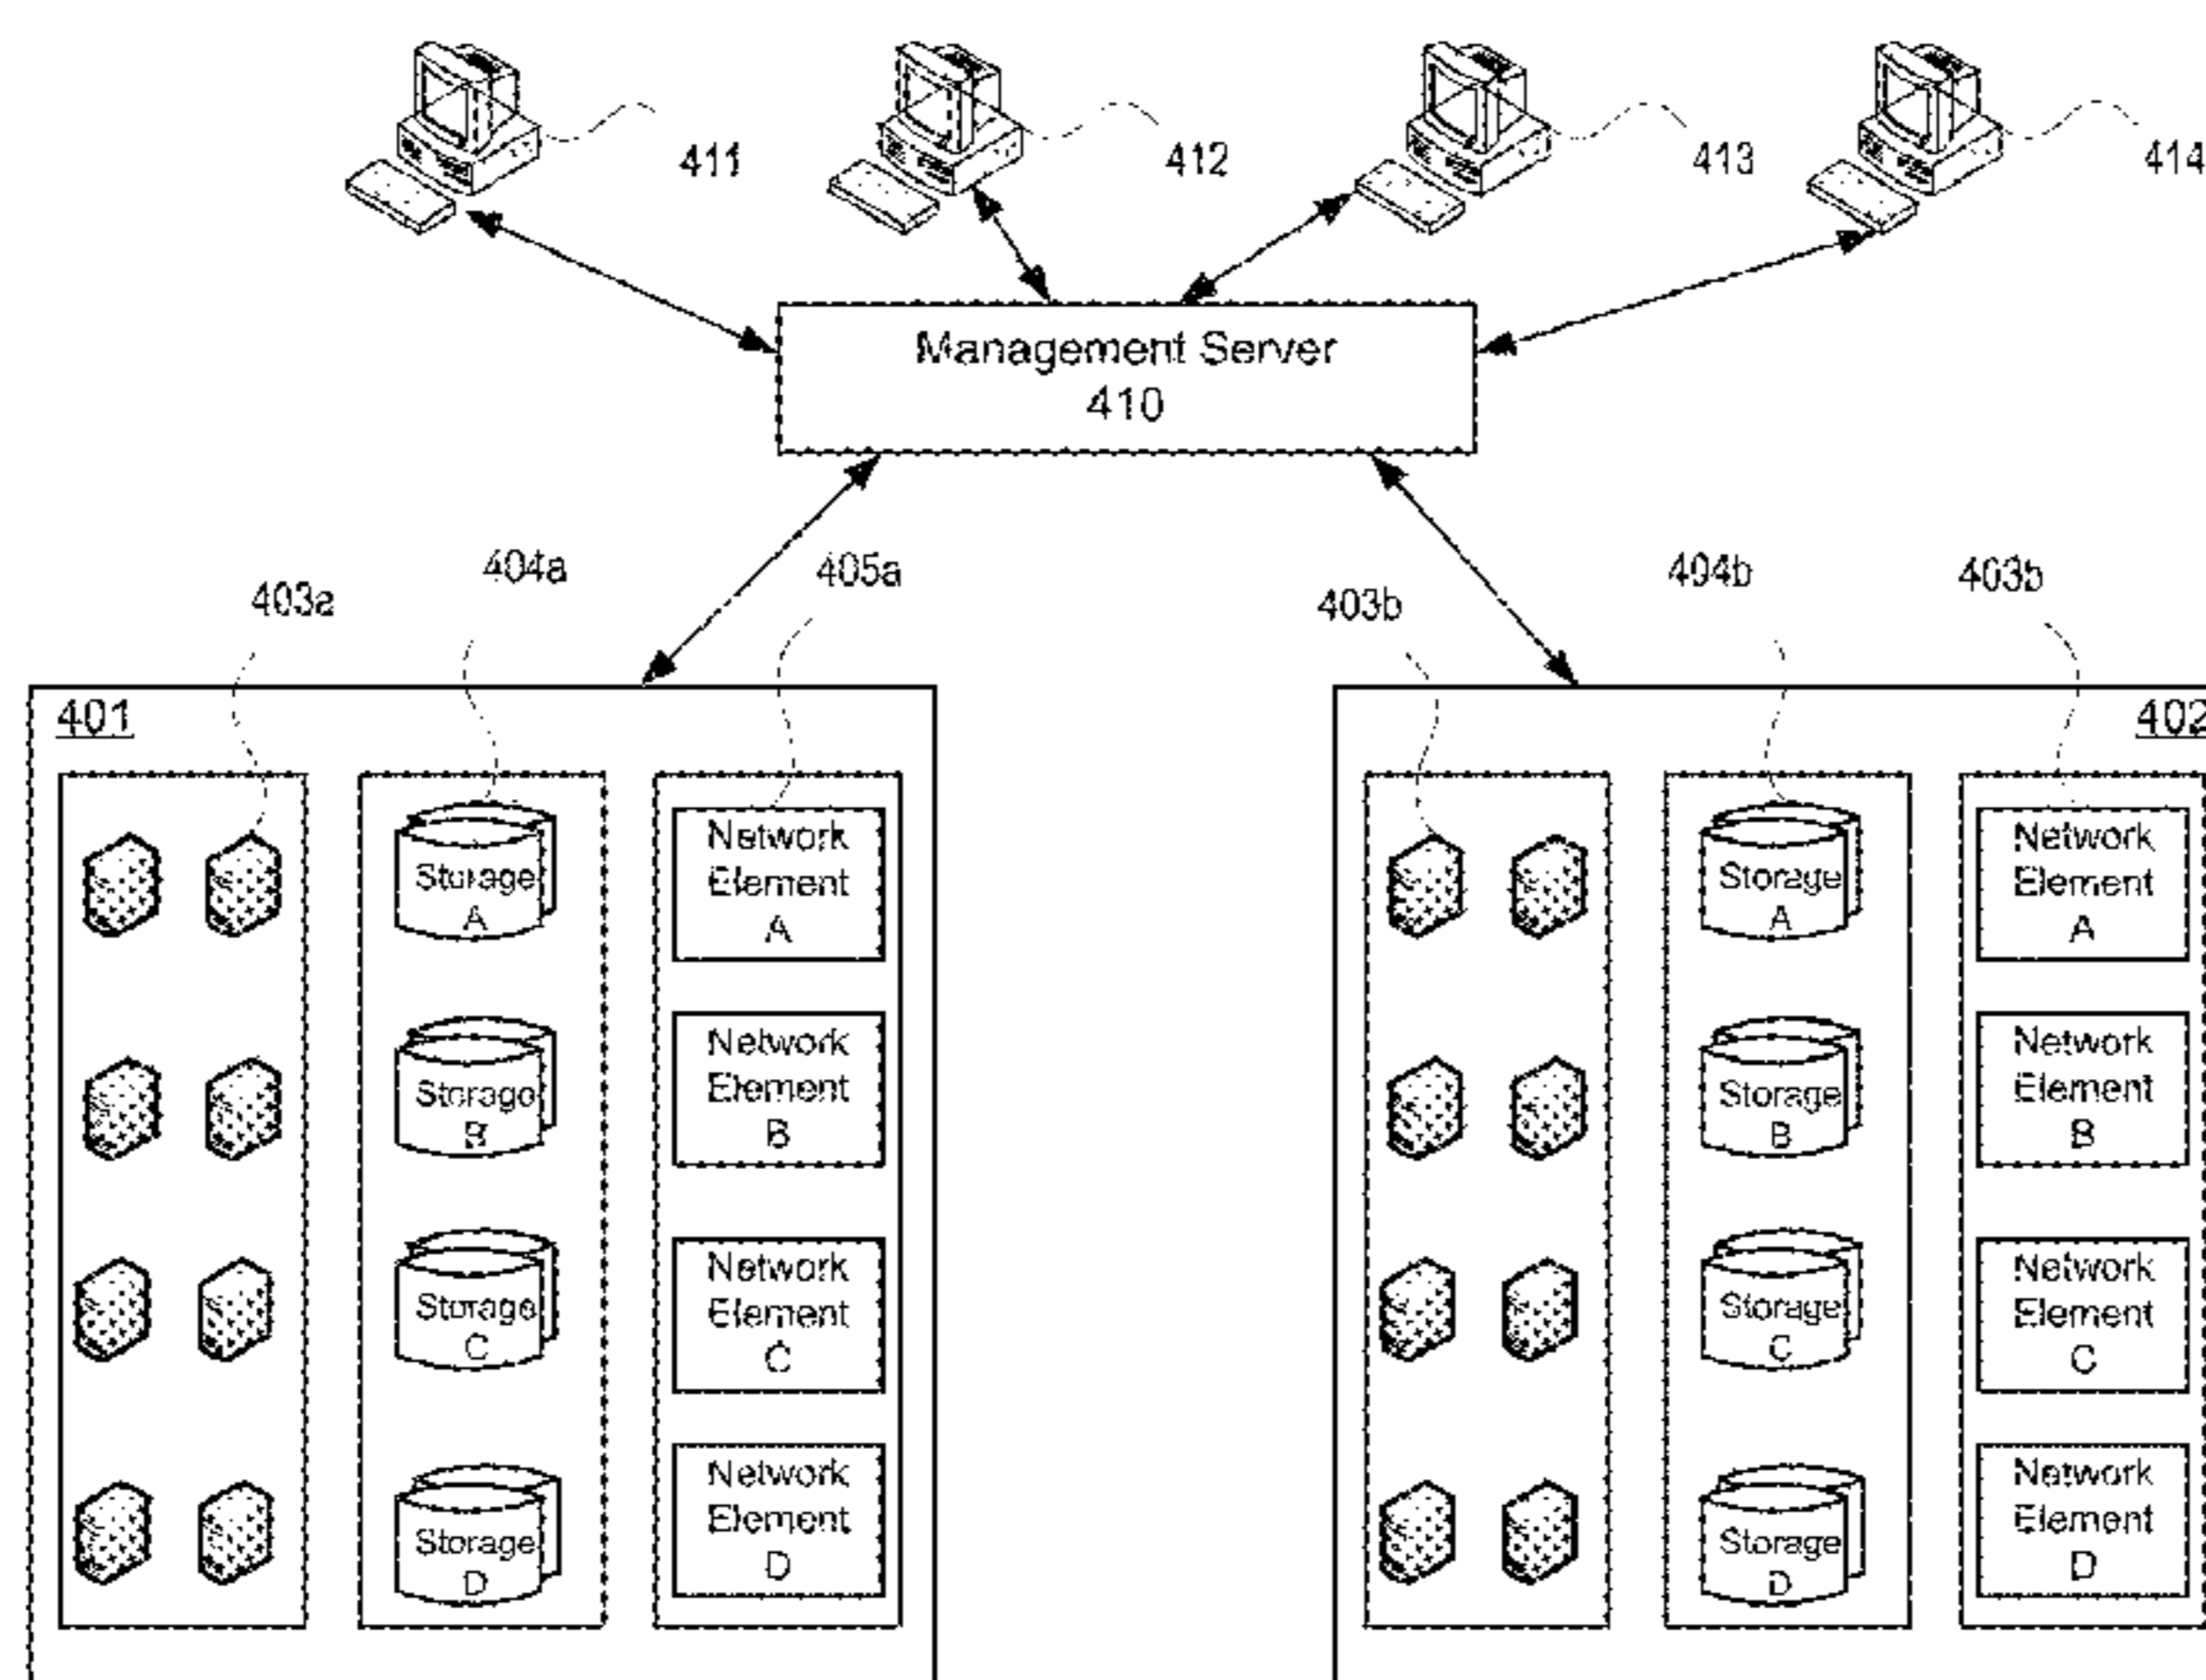 411
412
413
414
Management Server
410
403a
404a
405a
403b
404b
403b
401
402
Storage
A
Network
Element
A
Storage
B
Network
Element
B
Storage
C
Network
Element
C
Storage
D
Network
Element
D
Storage
A
Network
Element
A
Storage
B
Network
Element
B
Storage
C
Network
Element
C
Storage
D
Network
Element
D